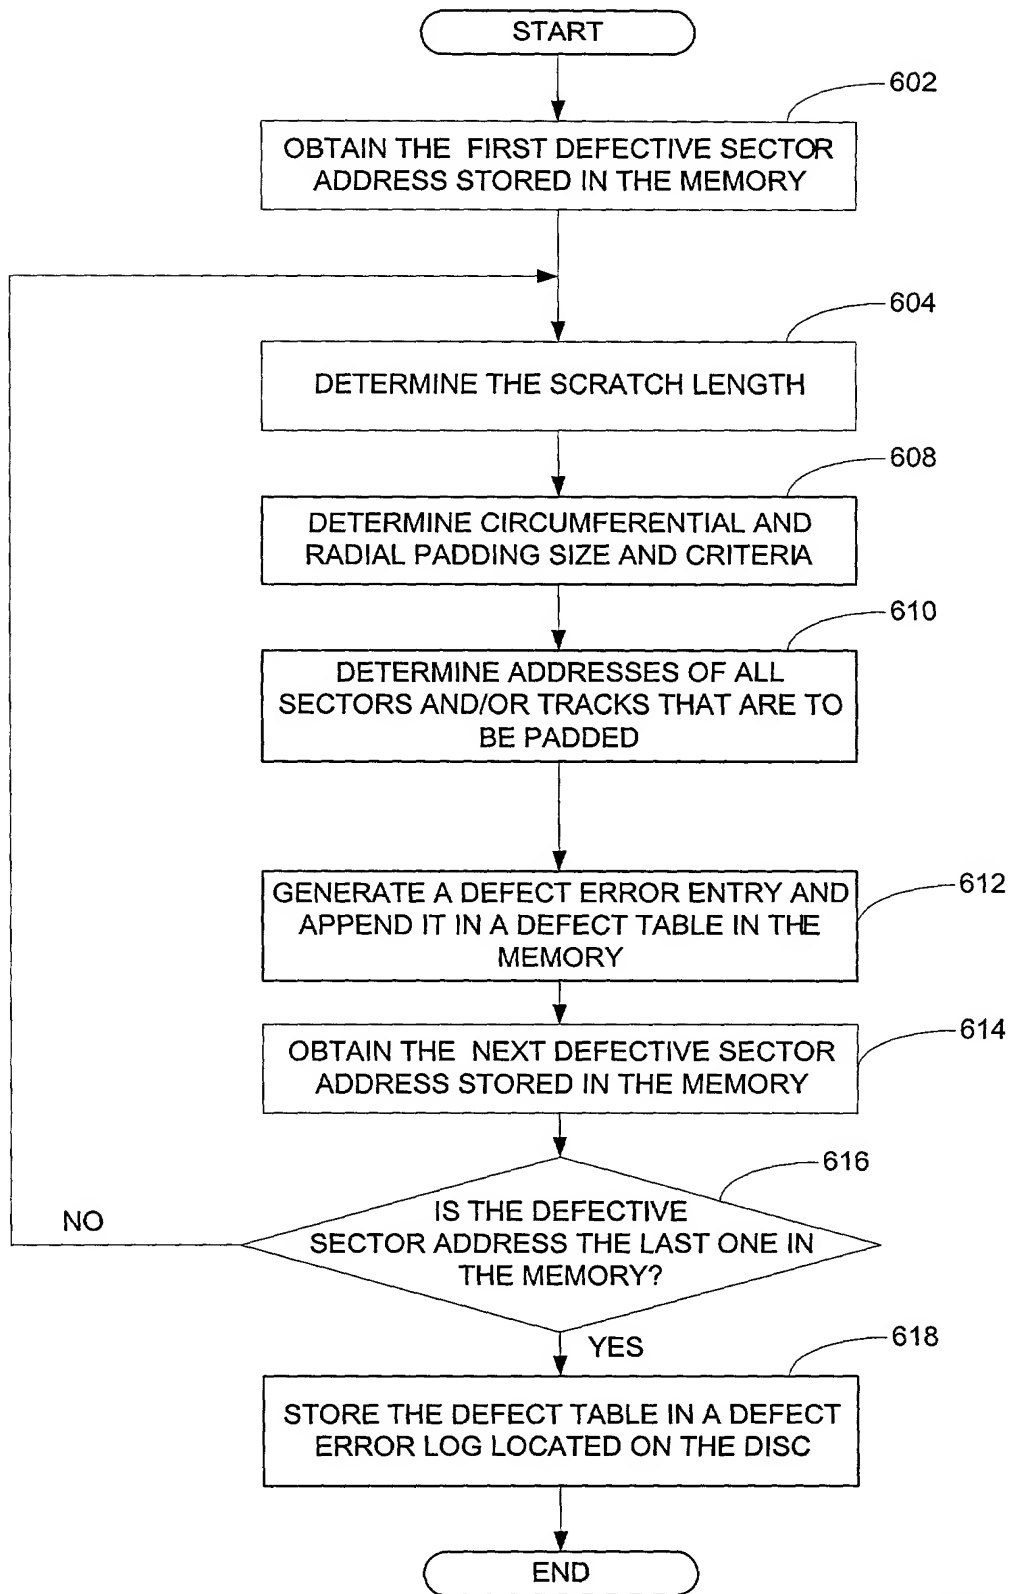 START
602
OBTAIN THE FIRST DEFECTIVE SECTOR
ADDRESS STORED IN THE MEMORY
604
DETERMINE THE SCRATCH LENGTH
608
DETERMINE CIRCUMFERENTIAL AND
RADIAL PADDING SIZE AND CRITERIA
610
DETERMINE ADDRESSES OF ALL
SECTORS AND/OR TRACKS THAT ARE TO
BE PADDED
612
GENERATE A DEFECT ERROR ENTRY AND
APPEND IT IN A DEFECT TABLE IN THE
MEMORY
614
OBTAIN THE NEXT DEFECTIVE SECTOR
ADDRESS STORED IN THE MEMORY
616
IS THE DEFECTIVE
SECTOR ADDRESS THE LAST ONE IN
THE MEMORY?
NO
YES
618
STORE THE DEFECT TABLE IN A DEFECT
ERROR LOG LOCATED ON THE DISC
END